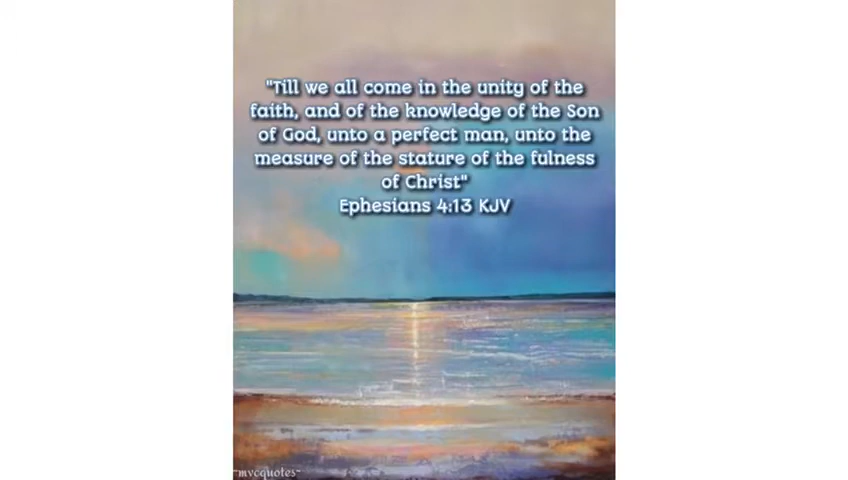 "Till we all come in the unity of the
faith, and of the knowledge of the Son
of God, unto a perfect man, unto the
measure of the stature of the fulness
of Christ"
Ephesians 4:13 KJV
~mvcquotes~